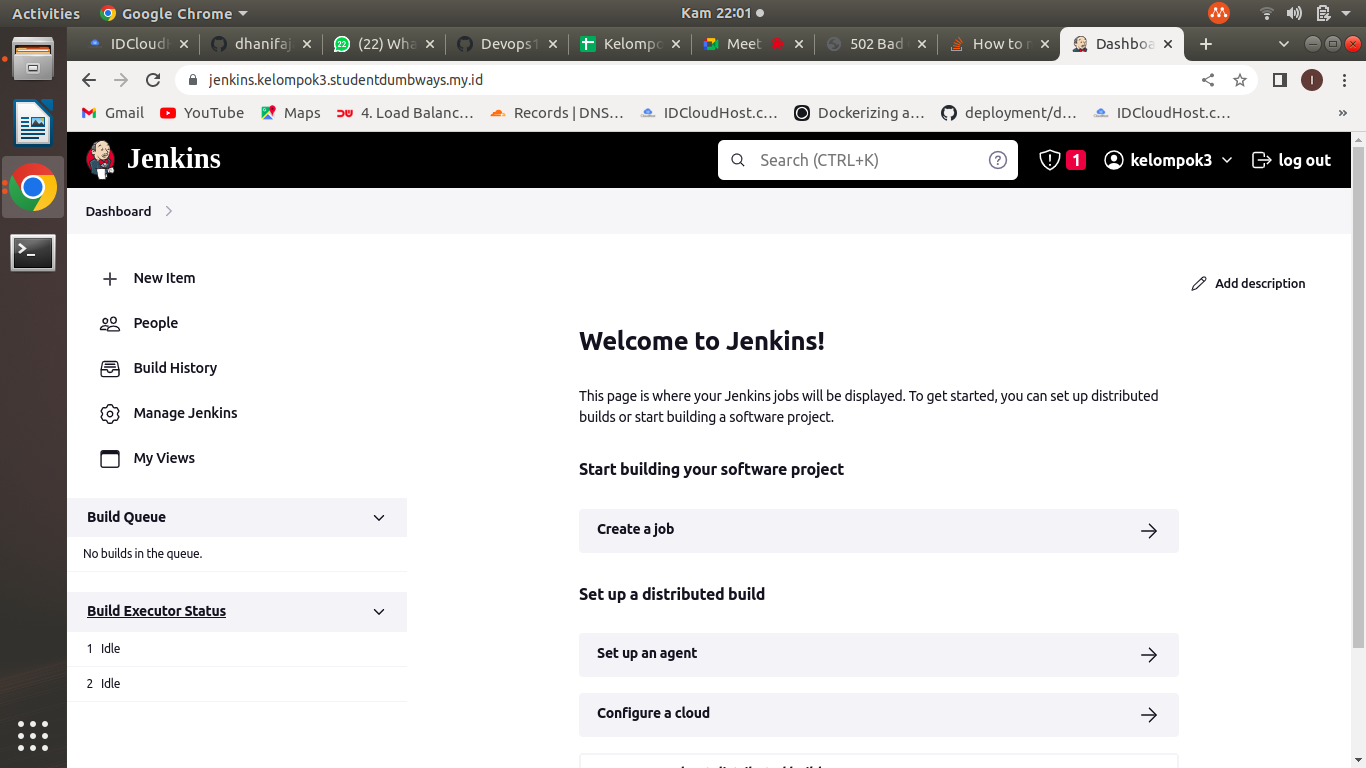 Activities Google Chrome Kam 22:01
IDCloudH dhanifaj (22) Wha Devops1 Kelompo Meet 502 Bad How to r Dashboa
jenkins.kelompok3.studentdumbways.my.id I
Gmail YouTube Maps 4. Load Balanc… Records | DNS… IDCloudHost.c… Dockerizing a… deployment/d… IDCloudHost.c… »
Jenkins Search (CTRL+K) 1 kelompok3 log out
Dashboard
New Item
Add description
People
Build History
Manage Jenkins
My Views
Build Queue
No builds in the queue.
Build Executor Status
1 Idle
2 Idle
Welcome to Jenkins!
This page is where your Jenkins jobs will be displayed. To get started, you can set up distributed
builds or start building a software project.
Start building your software project
Create a job
Set up a distributed build
Set up an agent
Configure a cloud